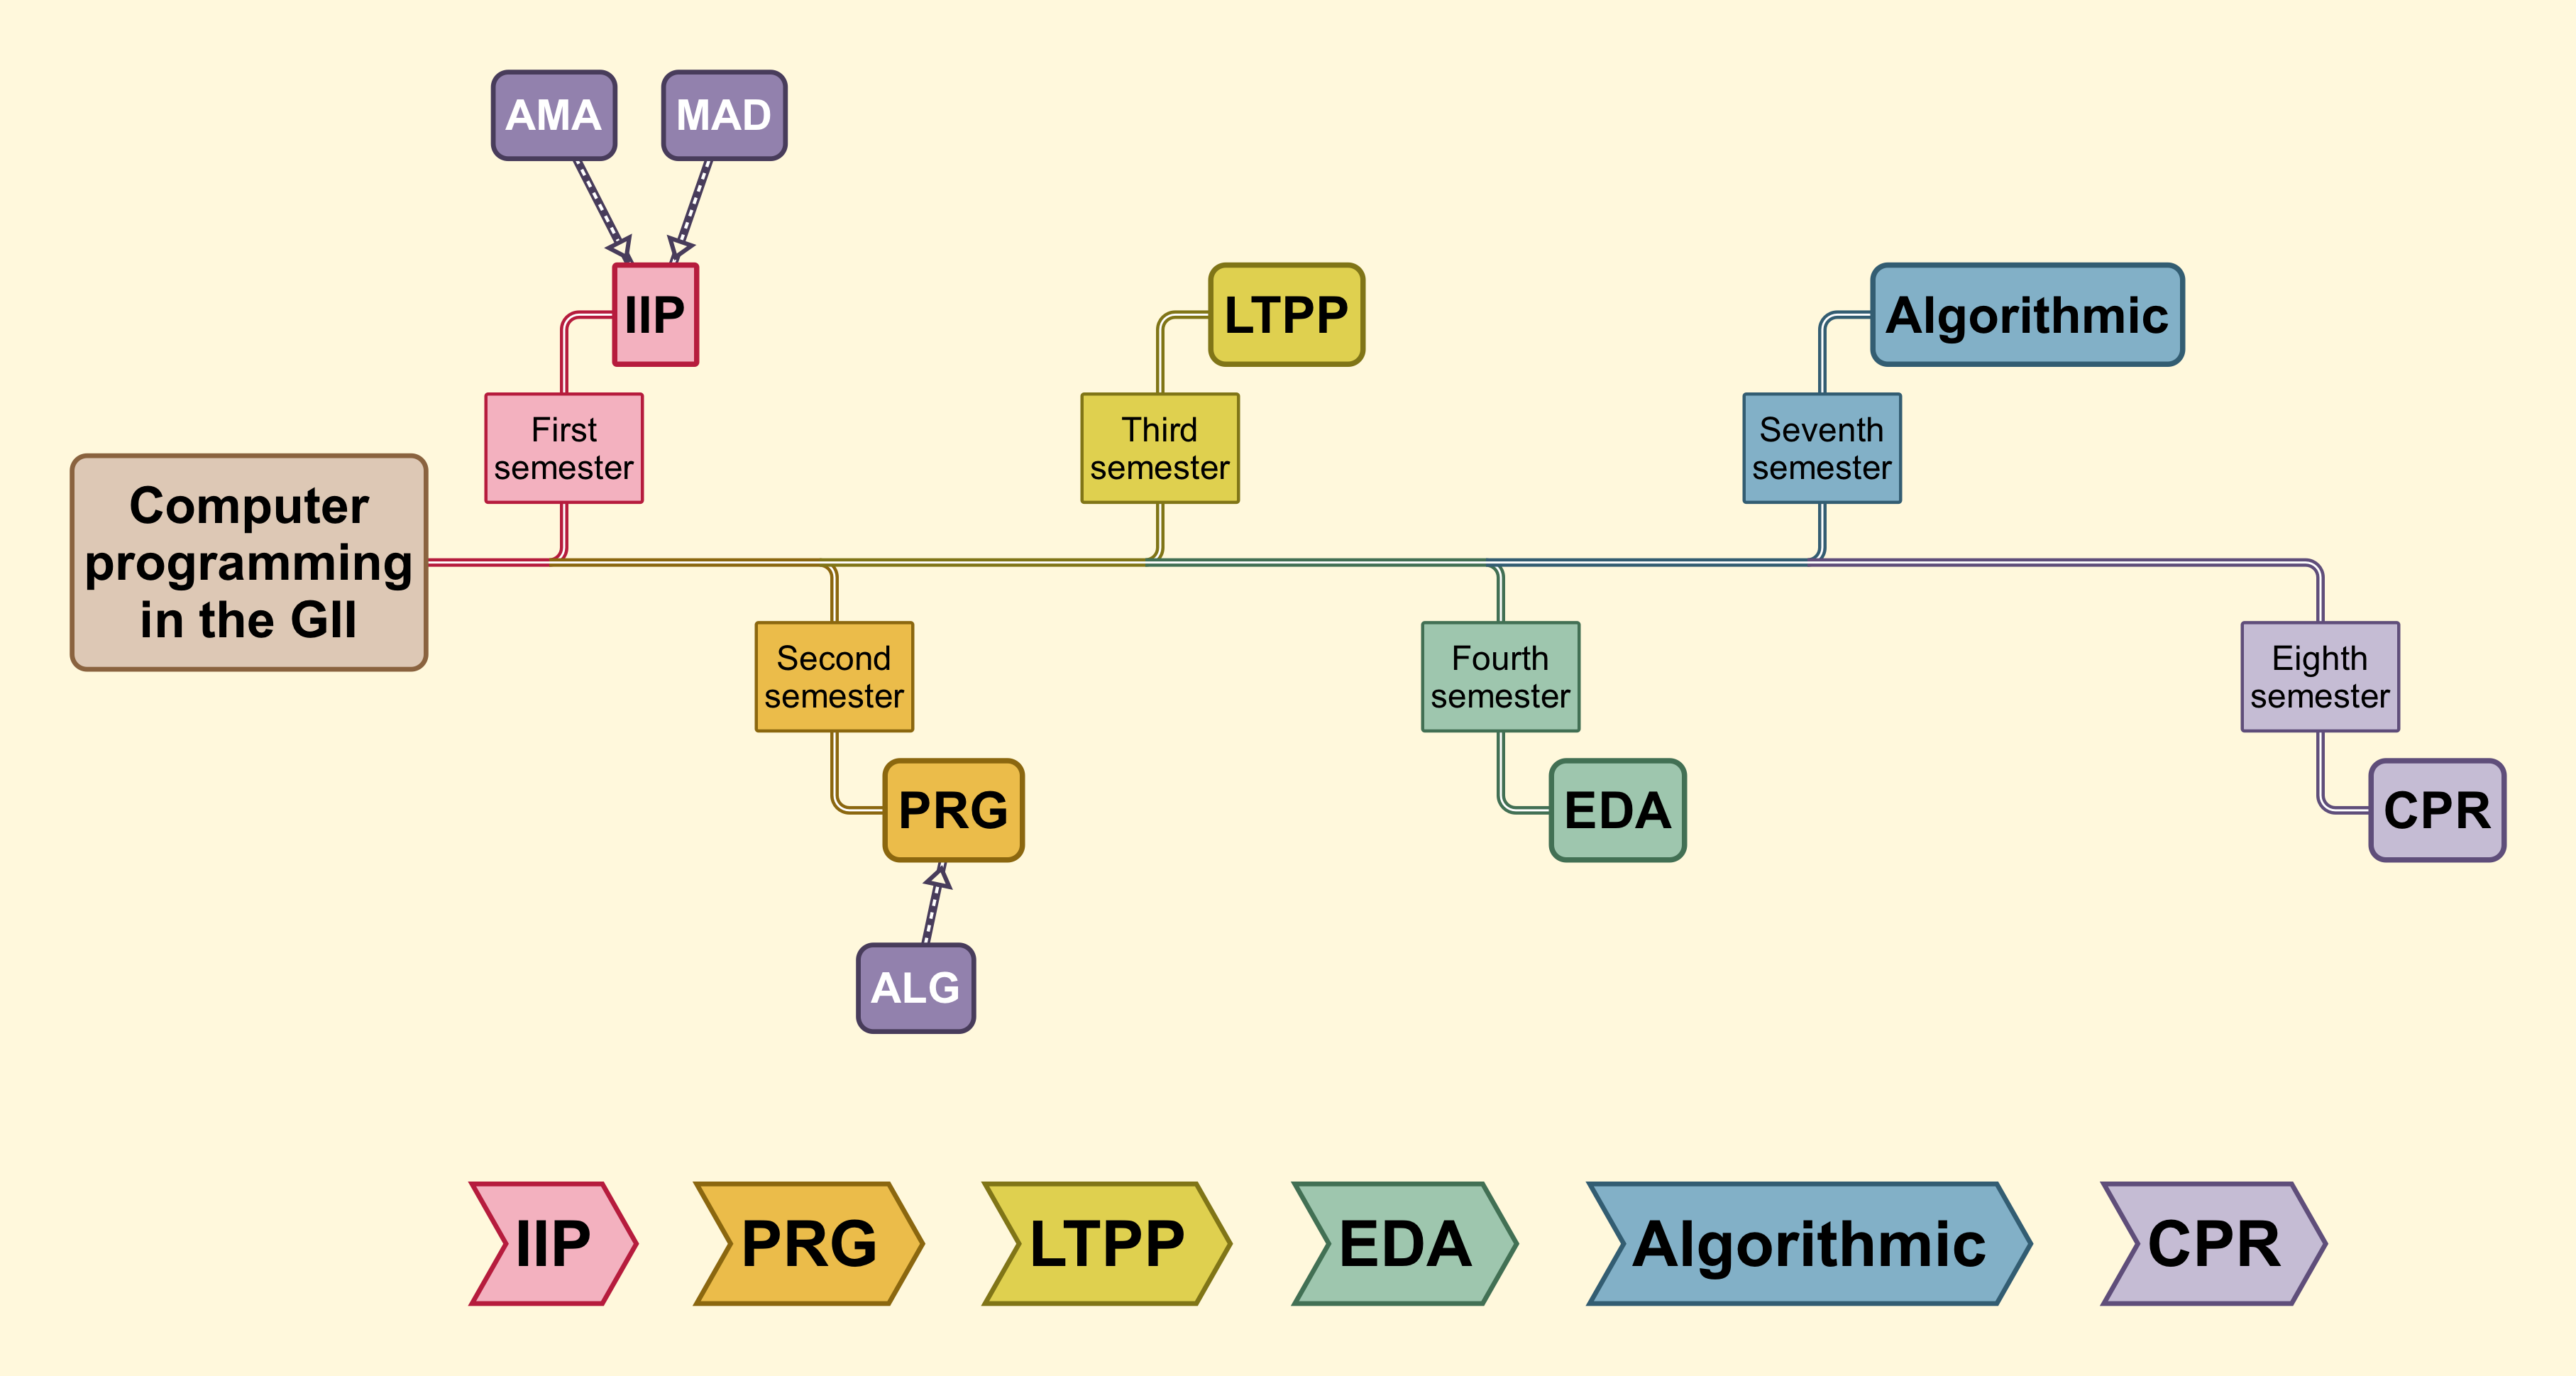 AMA
MAD
IIP
LTPP
Algorithmic
First
semester
Third
semester
Seventh
semester
Computer
programming
in the GII
Second
semester
Fourth
semester
Eighth
semester
PRG
EDA
CPR
ALG
IIP
PRG
LTPP
EDA
Algorithmic
CPR